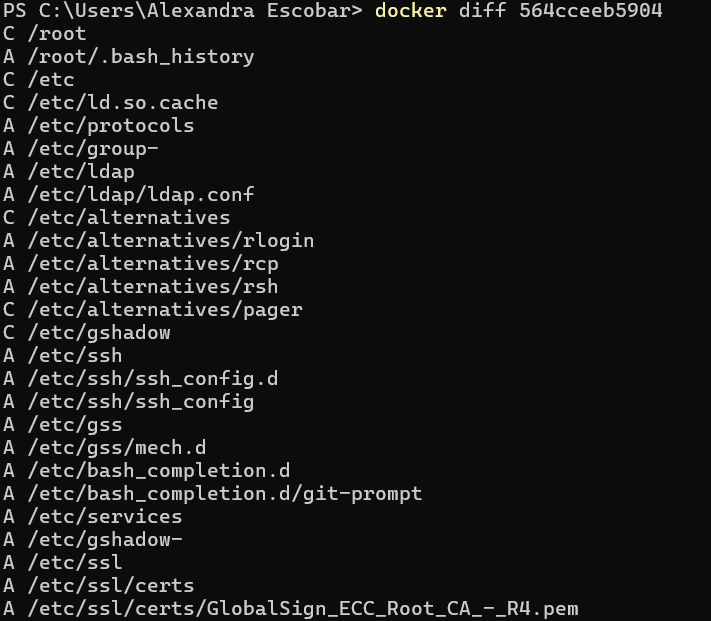 PS C:\Users\Alexandra Escobar> docker diff 564cceeb5904
C /root
A /root/.bash_history
C /etc
C /etc/ld.so.cache
A /etc/protocols
A /etc/group-
A /etc/ldap
A /etc/ldap/ldap.conf
C /etc/alternatives
A /etc/alternatives/rlogin
A /etc/alternatives/rcp
A /etc/alternatives/rsh
C /etc/alternatives/pager
C /etc/gshadow
A /etc/ssh
A /etc/ssh/ssh_config.d
A /etc/ssh/ssh_config
A /etc/gss
A /etc/gss/mech.d
A /etc/bash_completion.d
A /etc/bash_completion.d/git-prompt
A /etc/services
A /etc/gshadow-
A /etc/ssl
A /etc/ssl/certs
A /etc/ssl/certs/GlobalSign_ECC_Root_CA_-_R4.pem